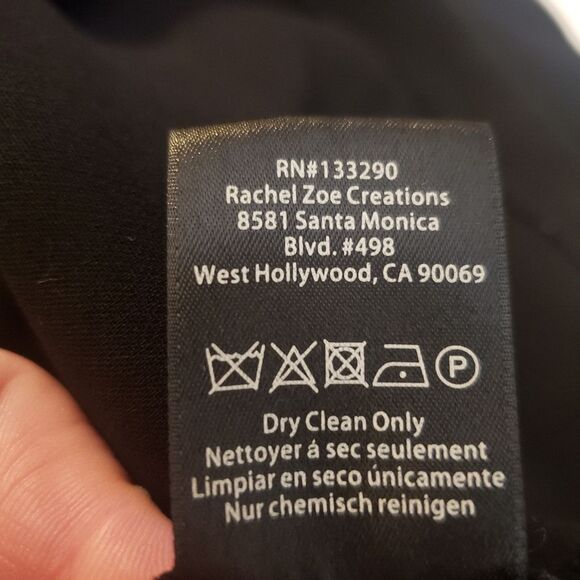 RN#133290
Rachel Zoe Creations
8581 Santa Monica
Blvd. #498
West Hollywood, CA 90069
P
Dry Clean Only
Nettoyer á sec seulement
Limpiar en seco únicamente
Nur chemisch reinigen